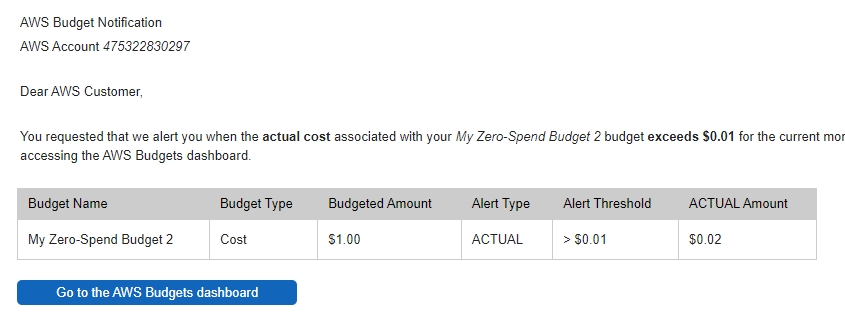 AWS Budget Notification
AWS Account 475322830297
Dear AWS Customer,
You requested that we alert you when the actual cost associated with your My Zero-Spend Budget 2 budget exceeds $0.01 for the current
accessing the AWS Budgets dashboard.
Budget Name Budget Type Budgeted Amount Alert Type Alert Threshold ACTUAL Amount
My Zero-Spend Budget 2 Cost $1.00 ACTUAL > $0.01 $0.02
Go to the AWS Budgets dashboard